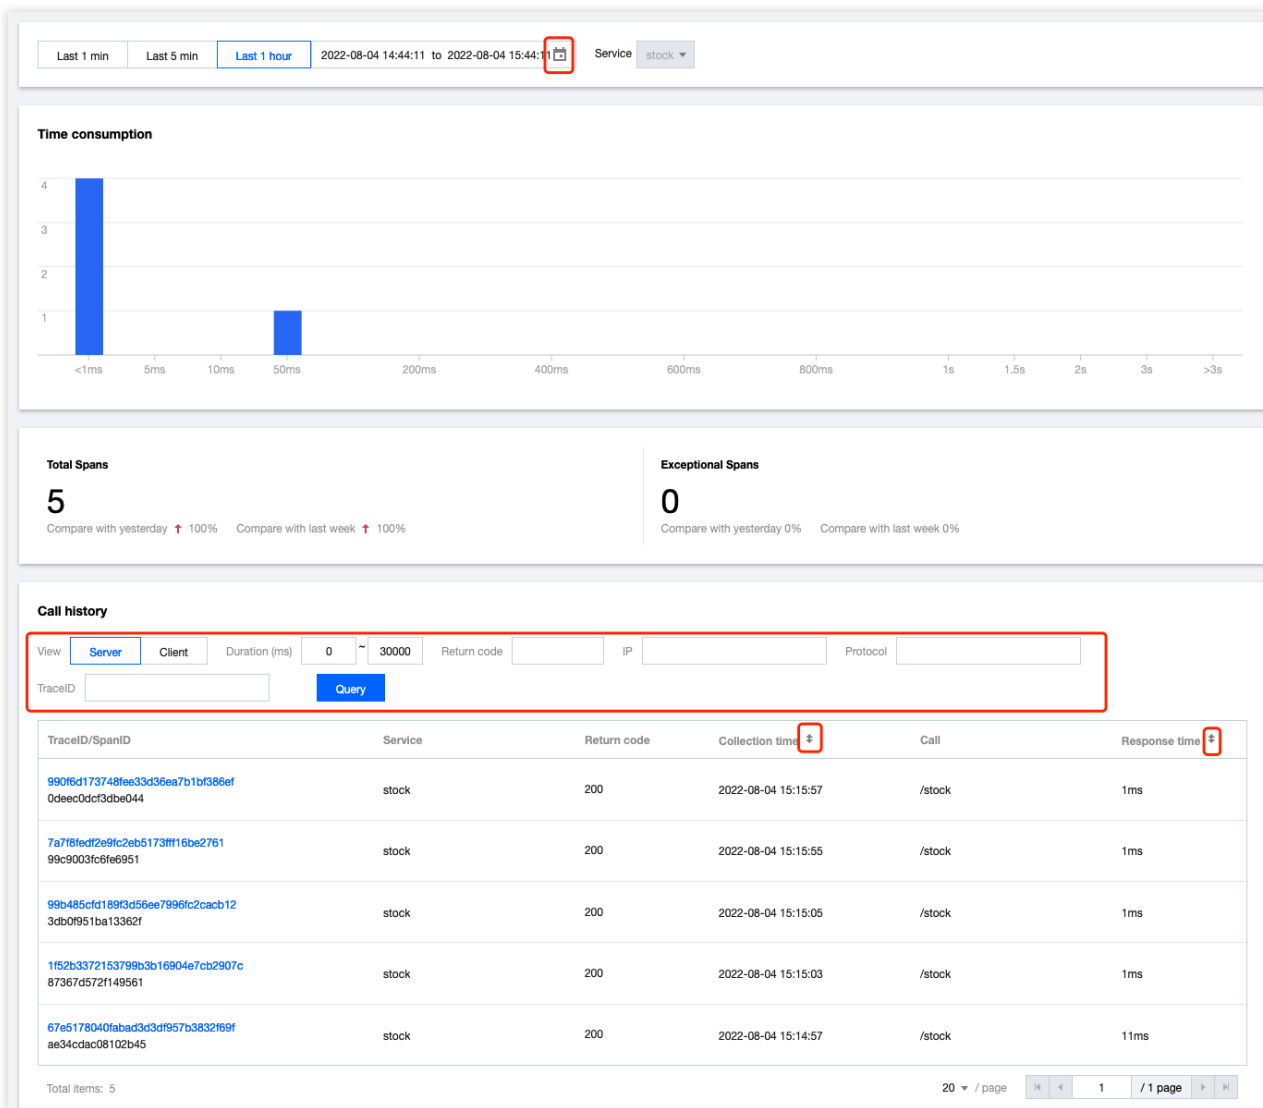 Last 1 min Last 5 min Last 1 hour 2022-08-04 14:44:11 to 2022-08-04 15:44:11 Service stock
Time consumption
4
3
2
1
<1ms 5ms 10ms 50ms 200ms 400ms 600ms 800ms 1s 1.5s 2s 3s >3s
Total Spans Exceptional Spans
5 0
Compare with yesterday ↑ 100% Compare with last week ↑ 100% Compare with yesterday 0% Compare with last week 0%
Call history
View Server Client Duration (ms) 0 ~ 30000 Return code IP Protocol
TraceID Query
TraceID/SpanID Service Return code Collection time Call Response time
990f6d173748fee33d36ea7b1bf386ef
0deec0dcf3dbe044 stock 200 2022-08-04 15:15:57 /stock 1ms
7a7f8fedf2e9fc2eb5173fff16be2761
99c9003fc6fe6951 stock 200 2022-08-04 15:15:55 /stock 1ms
99b485cfd189f3d56ee7996fc2cacb12
3db0f951ba13362f stock 200 2022-08-04 15:15:05 /stock 1ms
1f52b3372153799b3b16904e7cb2907c
87367d572f149561 stock 200 2022-08-04 15:15:03 /stock 1ms
67e5178040fabad3d3df957b3832f69f
ae34cdac08102b45 stock 200 2022-08-04 15:14:57 /stock 11ms
Total items: 5 20 / page 1 / 1 page